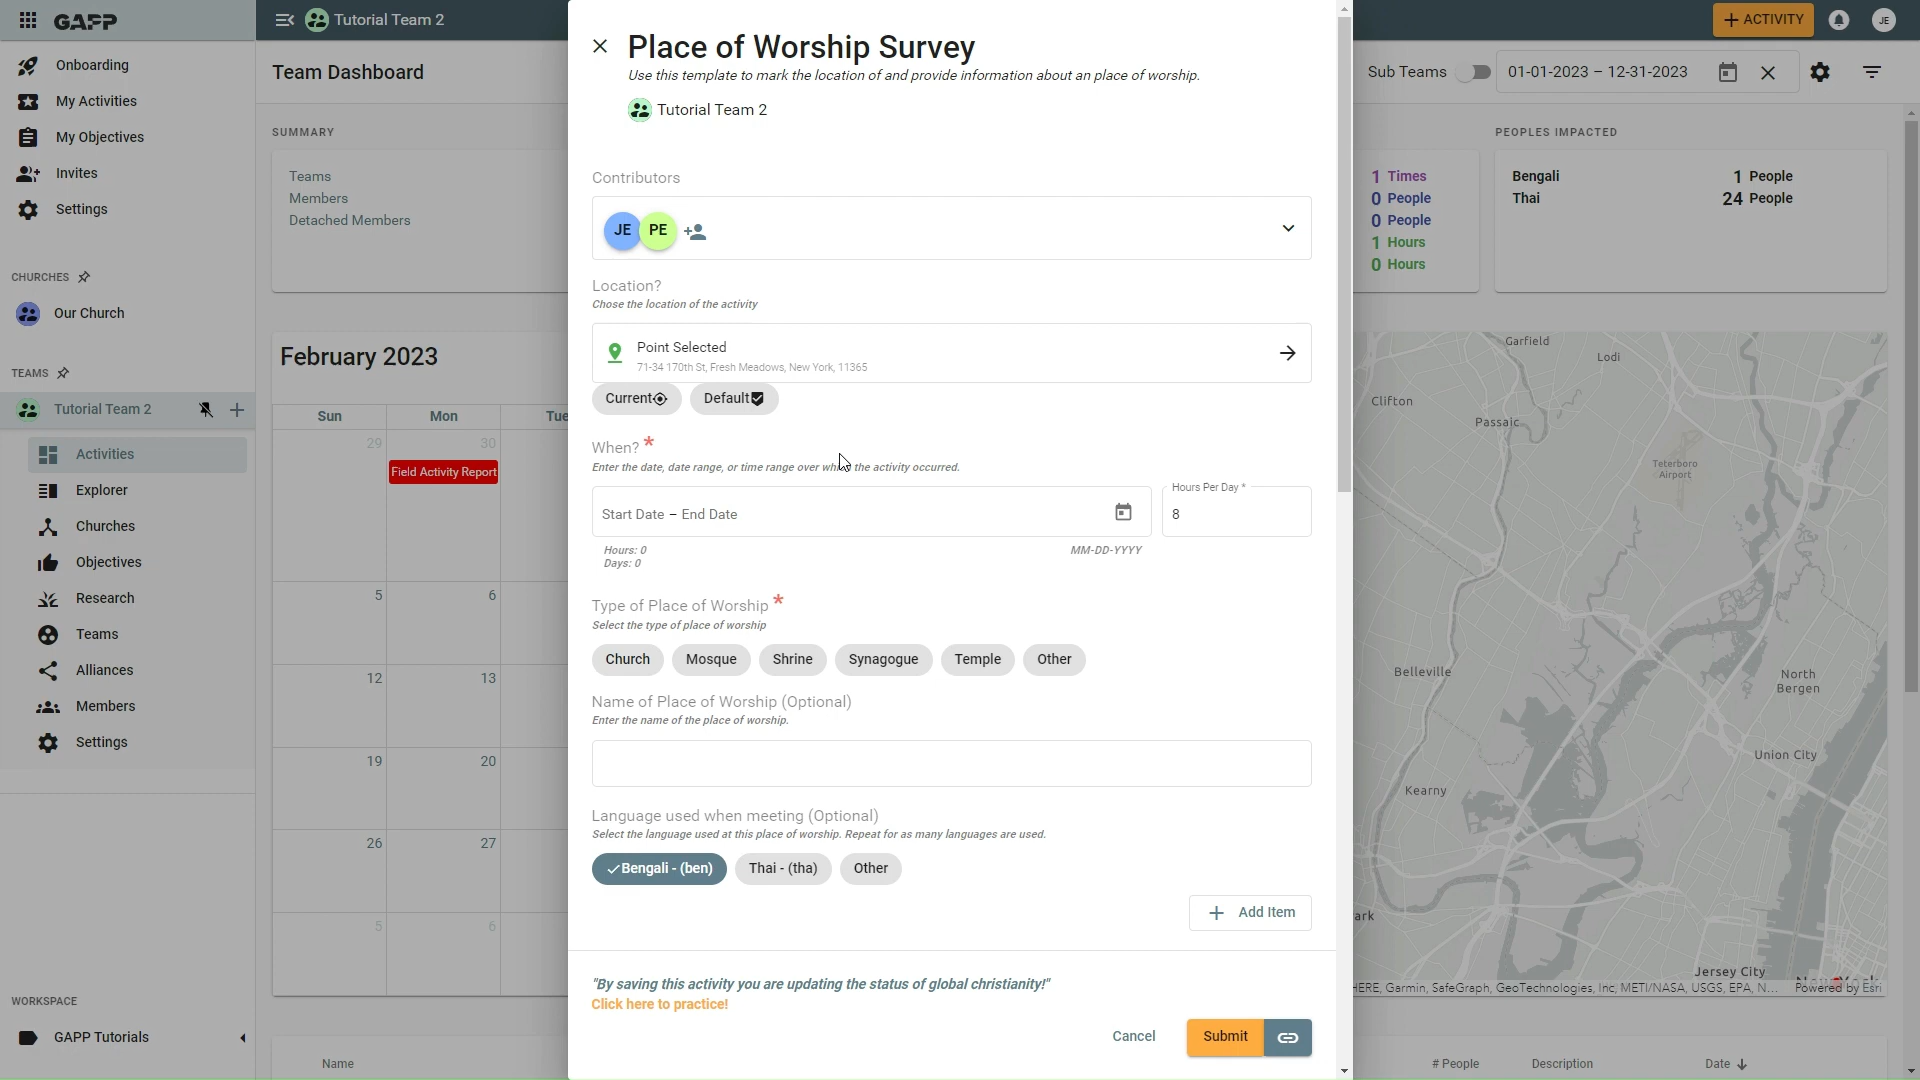 GAPP
Tutorial Team 2
ACTIVITY
JE
Onboarding
My Activities
My Objectives
Invites
Settings
CHURCHES
Our Church
TEAMS
Tutorial Team 2
Activities
Explorer
Churches
Objectives
Research
Teams
Alliances
Members
Settings
WORKSPACE
GAPP Tutorials
Team Dashboard
SUMMARY
Teams
Members
Detached Members
February 2023
Sun Mon Tue
29 30
Field Activity Report
5 6
12 13
19 20
26 27
5 6
Name
Place of Worship Survey
Use this template to mark the location of and provide information about an place of worship.
Tutorial Team 2
Contributors
JE PE
Location?
Chose the location of the activity
Point Selected
71-34 170th St, Fresh Meadows, New York, 11365
Current Default
When? *
Enter the date, date range, or time range over which the activity occurred.
Start Date – End Date
Hours Per Day *
8
Hours: 0 MM-DD-YYYY
Days: 0
Type of Place of Worship *
Select the type of place of worship
Church Mosque Shrine Synagogue Temple Other
Name of Place of Worship (Optional)
Enter the name of the place of worship.
Language used when meeting (Optional)
Select the language used at this place of worship. Repeat for as many languages are used.
Bengali - (ben) Thai - (tha) Other
Add Item
"By saving this activity you are updating the status of global christianity!"
Click here to practice!
Cancel Submit
Sub Teams 01-01-2023 – 12-31-2023
1 Times
0 People
0 People
1 Hours
0 Hours
PEOPLES IMPACTED
Bengali 1 People
Thai 24 People
Garfield
Lodi
Clifton
Passaic
Teterboro
Airport
Belleville
North
Bergen
Union City
Kearny
ark
Jersey City
New York
HERE, Garmin, SafeGraph, GeoTechnologies, Inc, METI/NASA, USGS, EPA, N... Powered by Esri
# People Description Date